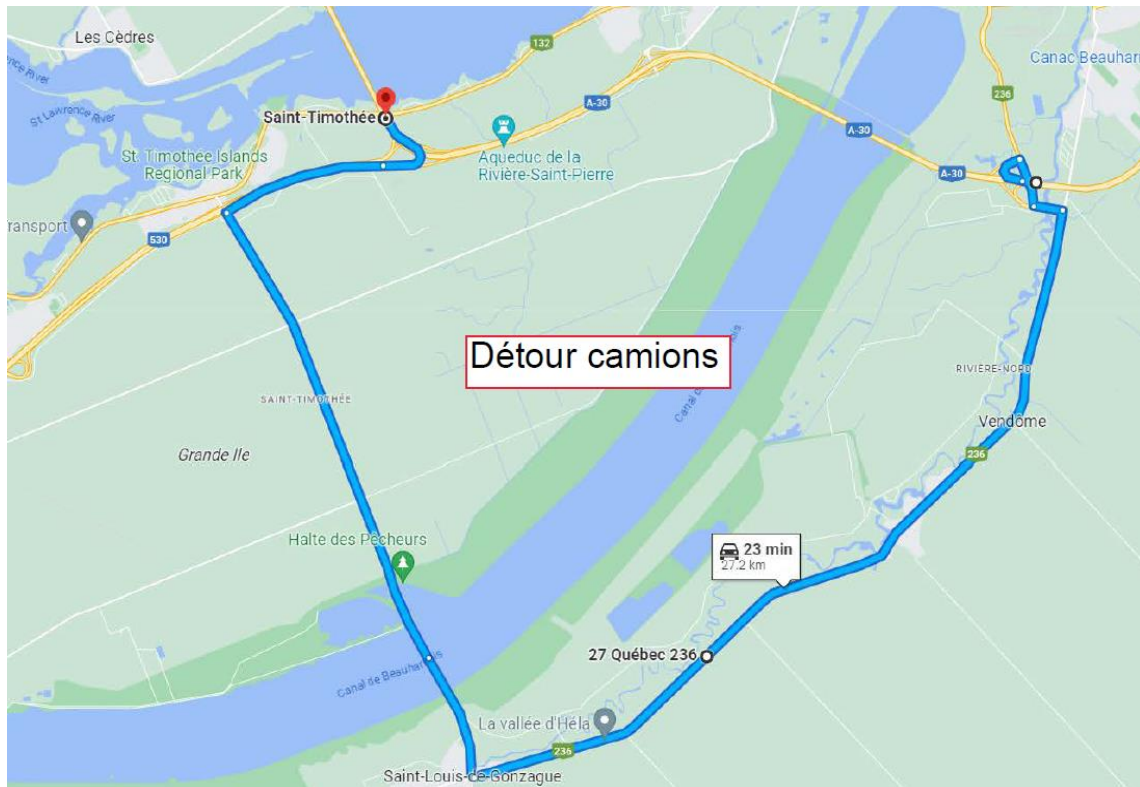 Les Cèdres
132
Canac Beauhar
236
St Lawrence River
Saint-Timothée
A-30
A-30
St. Timothée Islands
Regional Park
Aqueduc de la
Rivière-Saint-Pierre
A-30
ransport
530
Détour camions
RIVIÈRE-NORD
SAINT-TIMOTHÉE
Vendôme
Grande Ile
236
Halte des Pêcheurs
23 min
27.2 km
27 Québec 236
Canal de Beauharnois
La vallée d'Héla
236
Saint-Louis-de-Gonzague